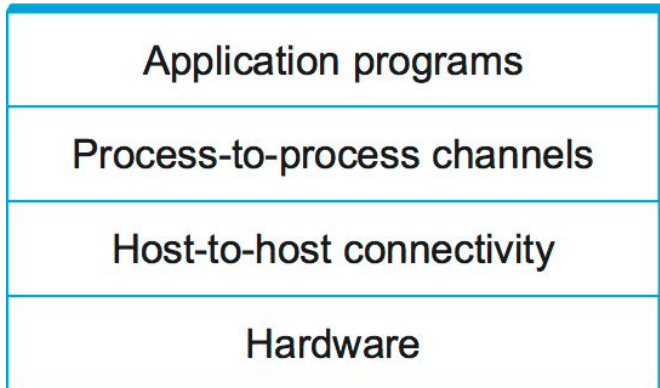 Application programs
Process-to-process channels
Host-to-host connectivity
Hardware